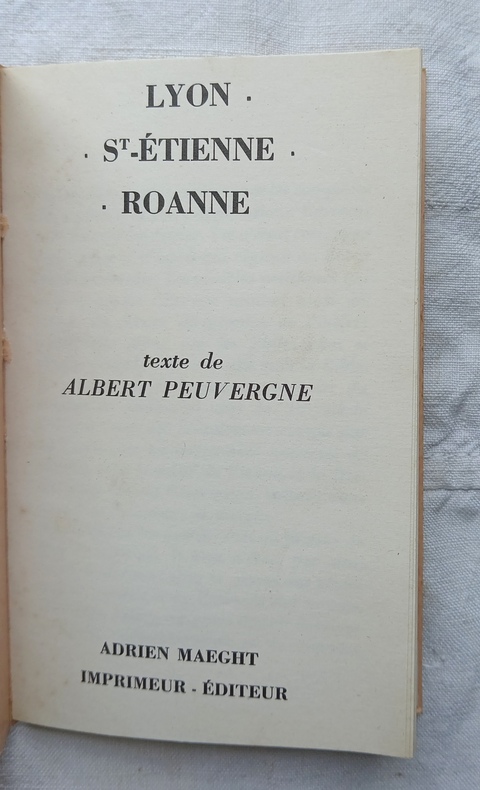 LYON ·
· Sᵀ-ÉTIENNE ·
· ROANNE
texte de
ALBERT PEUVERGNE
ADRIEN MAEGHT
IMPRIMEUR - ÉDITEUR